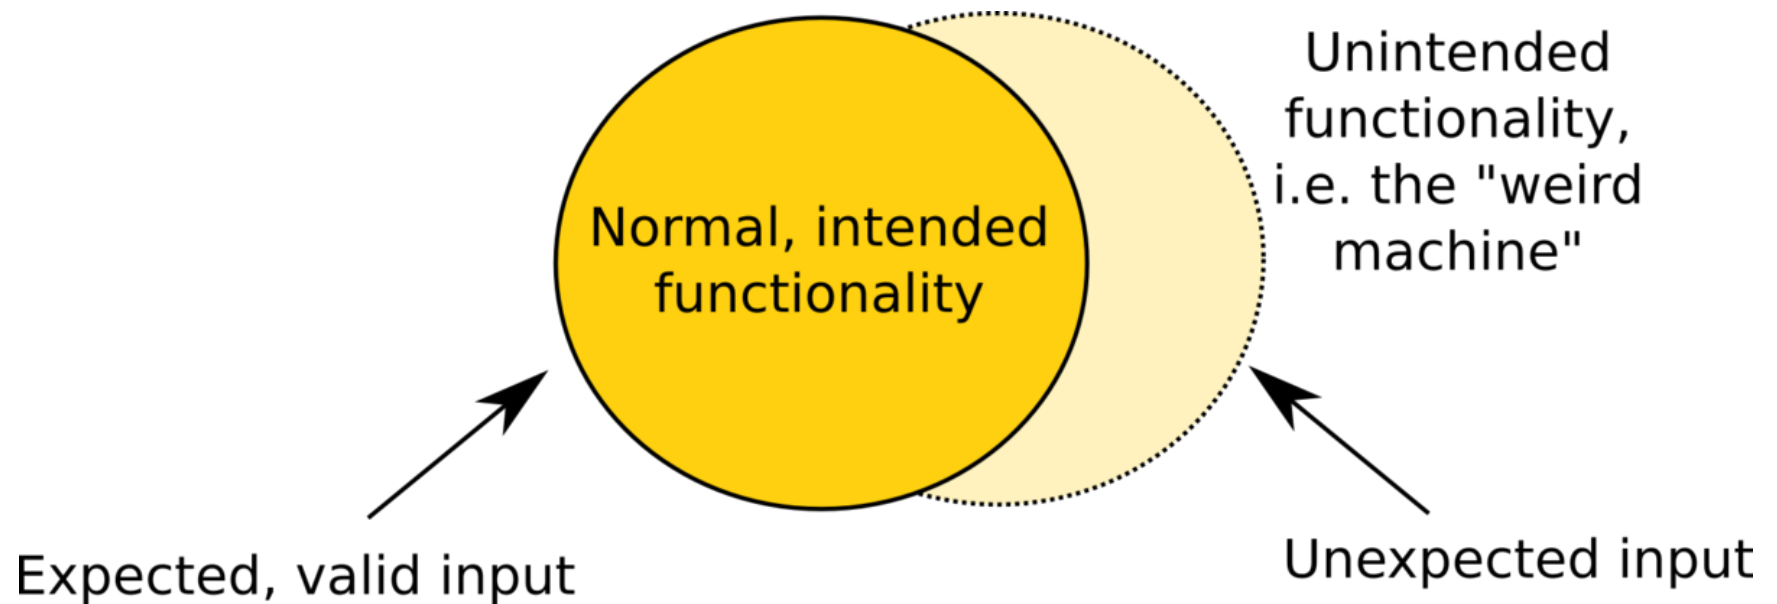 Normal, intended
functionality
Unintended
functionality,
i.e. the "weird
machine"
Expected, valid input
Unexpected input